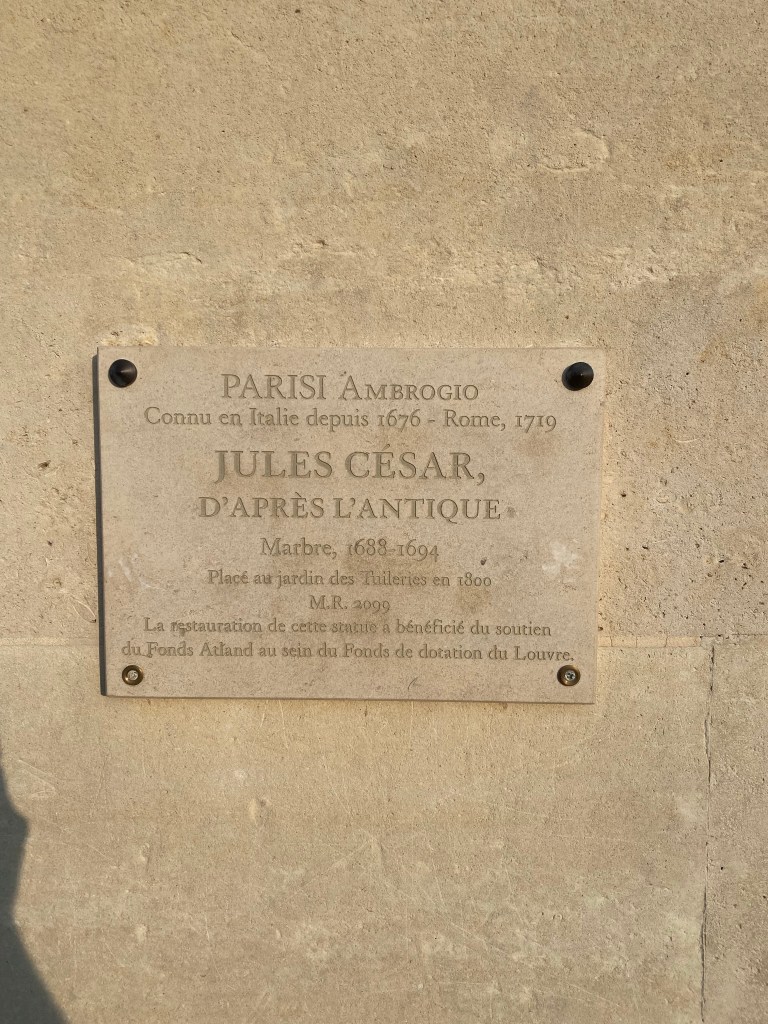 PARISI AMBROGIO
Connu en Italie depuis 1676 - Rome, 1719
JULES CÉSAR,
D'APRÈS L'ANTIQUE
Marbre, 1688-1694
Placé au jardin des Tuileries en 1800
M.R. 2099
La restauration de cette statue a bénéficié du soutien
du Fonds Atland au sein du Fonds de dotation du Louvre.